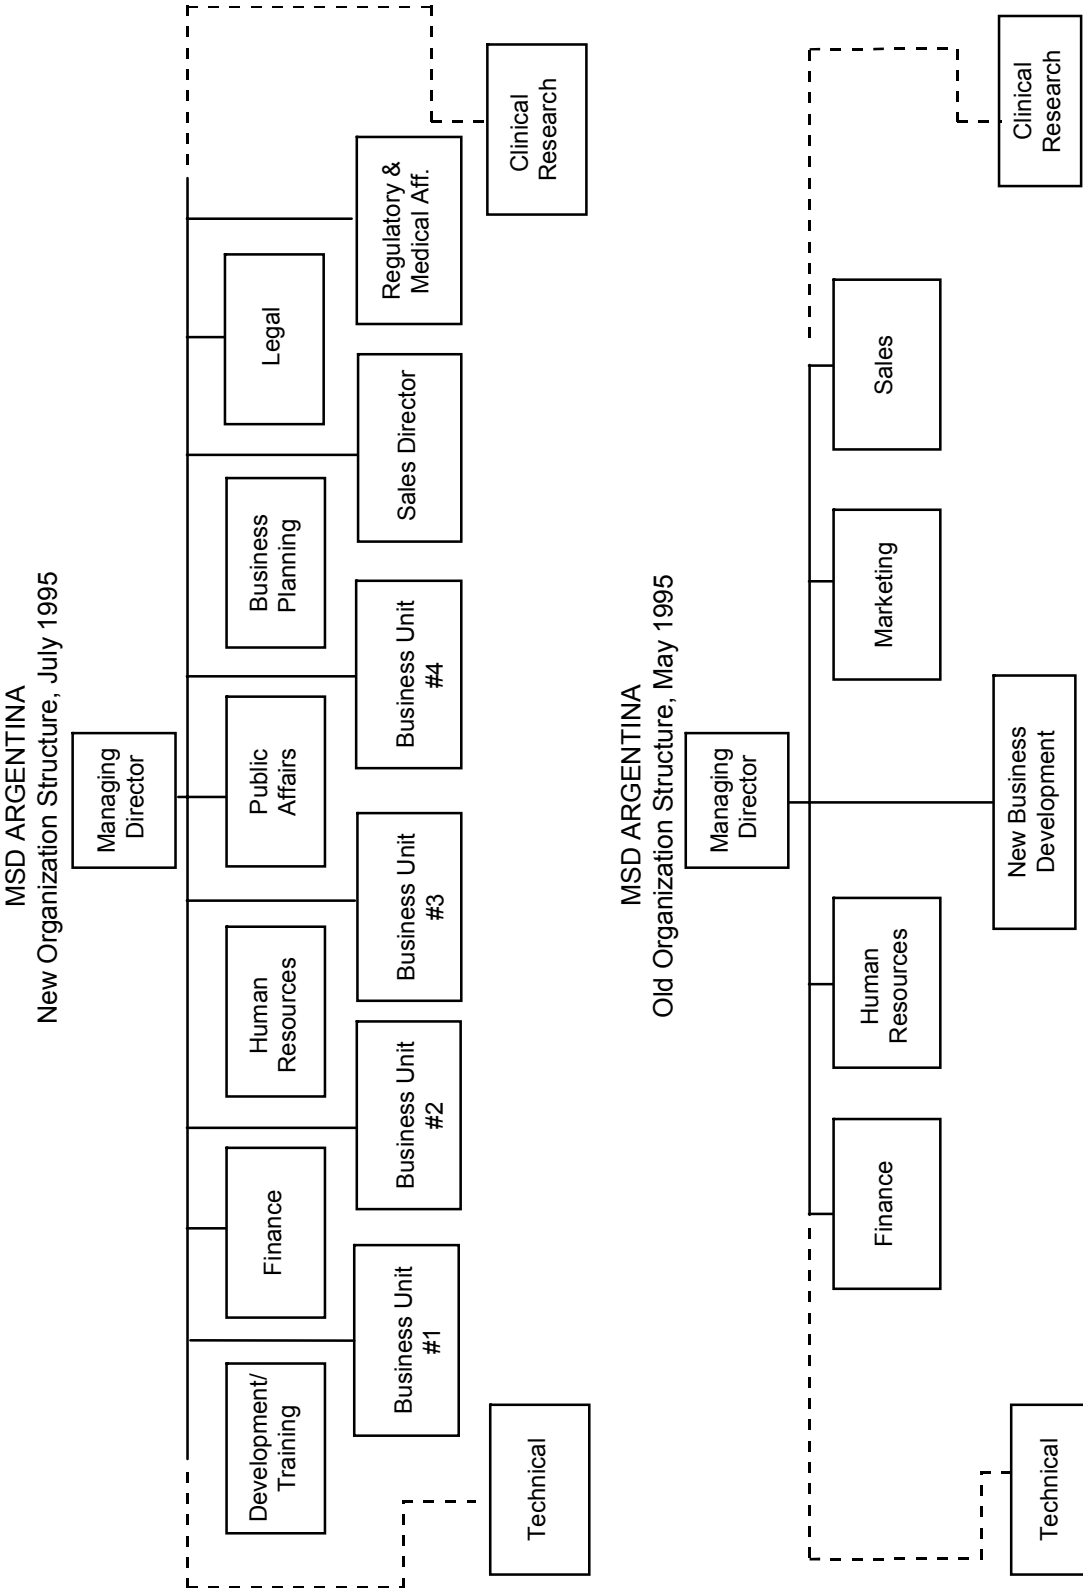 MSD ARGENTINA
New Organization Structure, July 1995
Managing
Director
Development/
Training
Finance
Human
Resources
Public
Affairs
Business
Planning
Legal
Business Unit
#1
Business Unit
#2
Business Unit
#3
Business Unit
#4
Sales Director
Regulatory &
Medical Aff.
Technical
Clinical
Research
MSD ARGENTINA
Old Organization Structure, May 1995
Managing
Director
Finance
Human
Resources
Marketing
Sales
New Business
Development
Technical
Clinical
Research